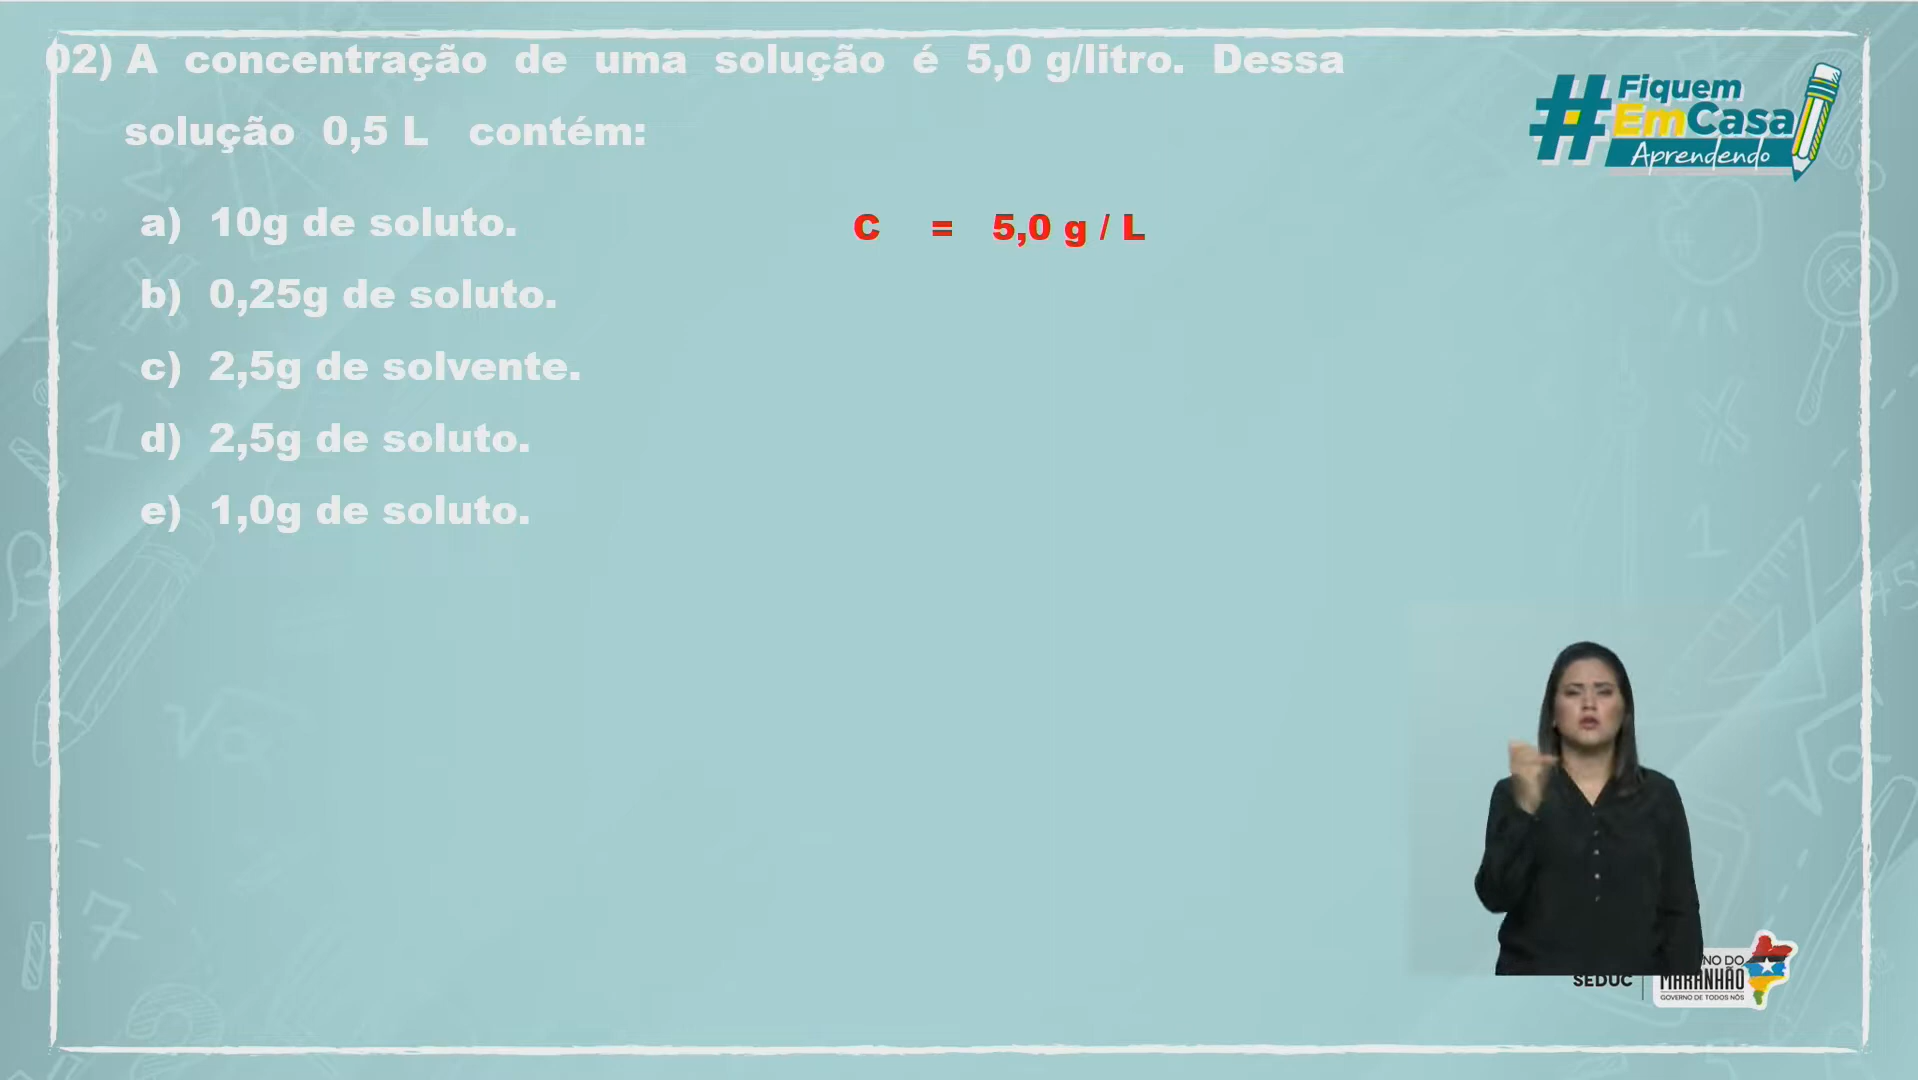 02) A concentração de uma solução é 5,0 g/litro. Dessa
solução 0,5 L contém:
a) 10g de soluto.
b) 0,25g de soluto.
c) 2,5g de solvente.
d) 2,5g de soluto.
e) 1,0g de soluto.
C = 5,0 g / L
#Fiquem
EmCasa
Aprendendo
SEDUC
NO DO
MARANHÃO
GOVERNO DE TODOS NÓS